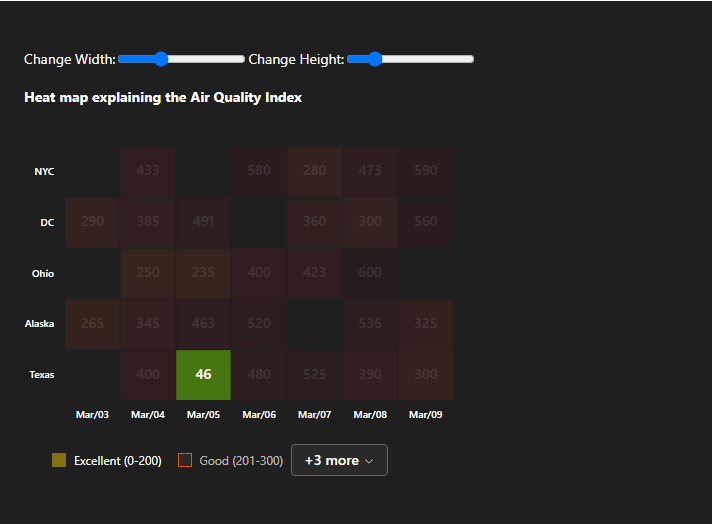 Change Width: Change Height:
Heat map explaining the Air Quality Index
NYC 433 580 280 473 590
DC 290 385 491 360 300 560
Ohio 250 235 400 423 600
Alaska 265 345 463 520 536 325
Texas 400 46 480 525 390 300
Mar/03 Mar/04 Mar/05 Mar/06 Mar/07 Mar/08 Mar/09
Excellent (0-200) Good (201-300) +3 more